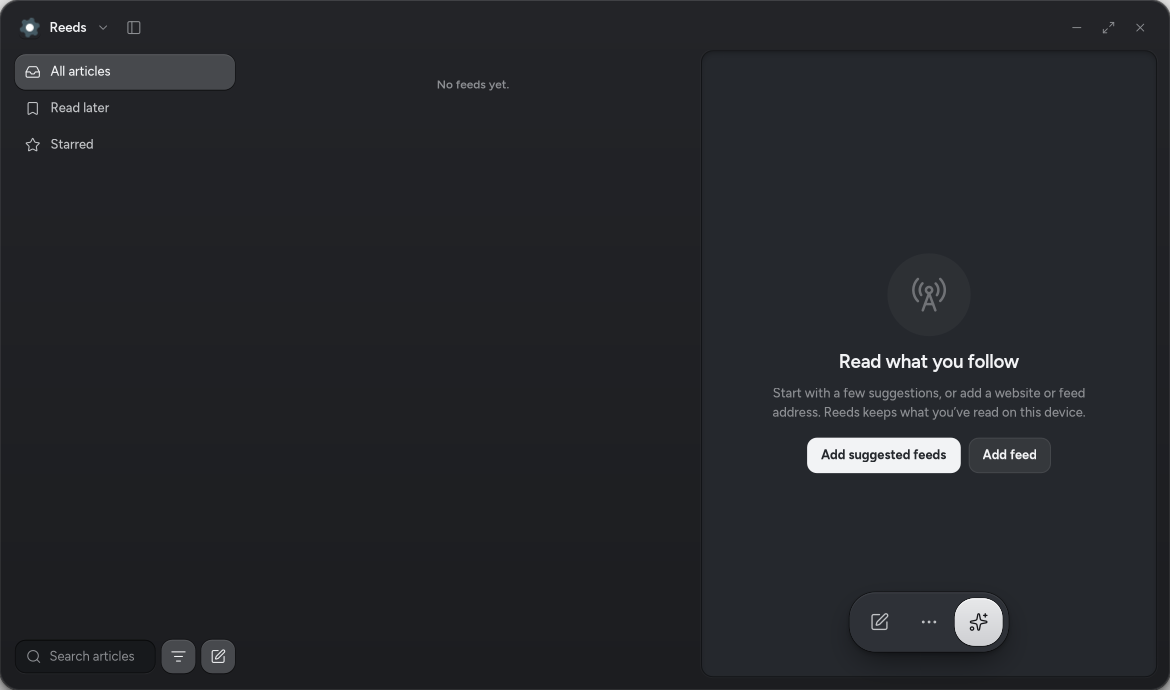 Reeds
All articles
Read later
Starred
No feeds yet.
Read what you follow
Start with a few suggestions, or add a website or feed
address. Reeds keeps what you’ve read on this device.
Add suggested feeds
Add feed
Search articles